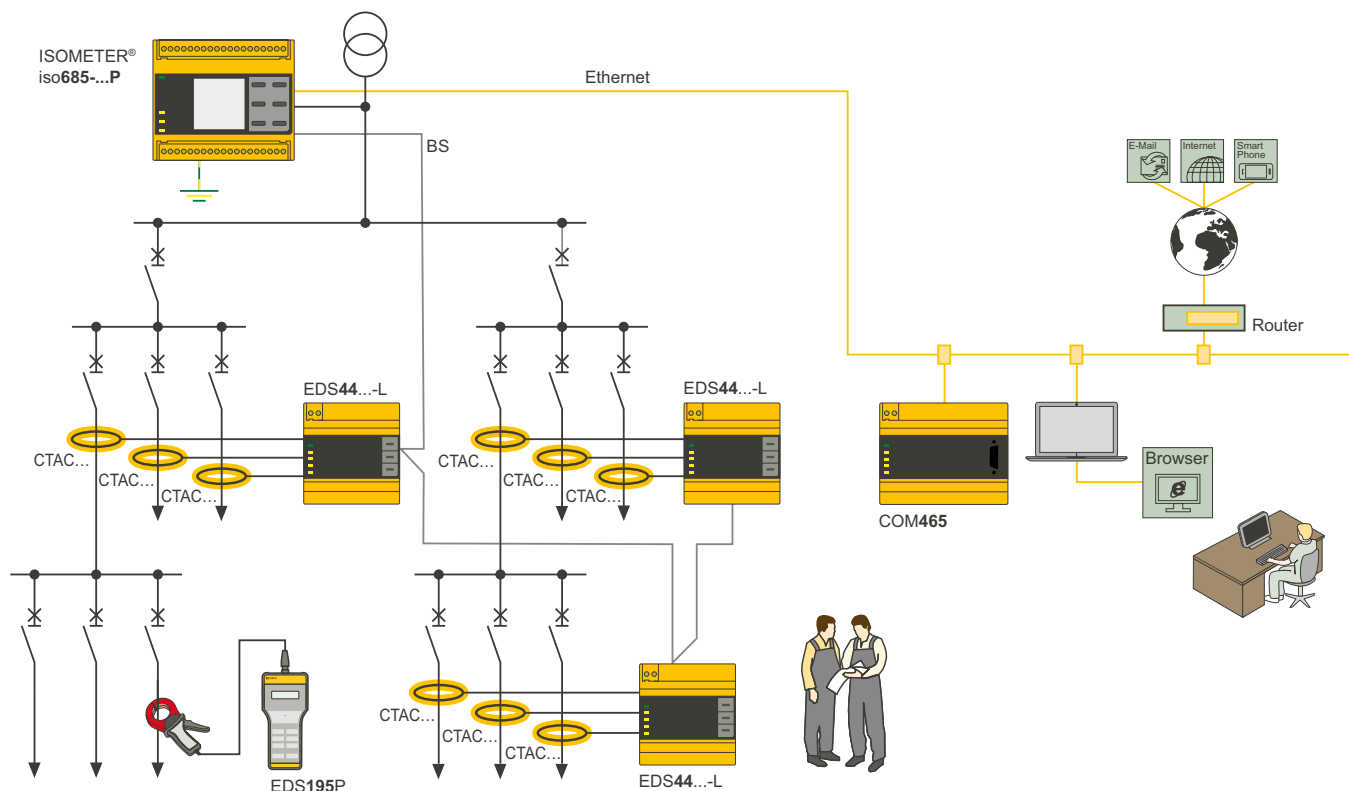 ISOMETER®
iso685-...P
Ethernet
BS
E-Mail
Internet
Smart
Phone
Router
EDS44...-L
EDS44...-L
CTAC...
CTAC...
CTAC...
CTAC...
CTAC...
CTAC...
COM465
Browser
CTAC...
CTAC...
CTAC...
EDS195P
EDS44...-L